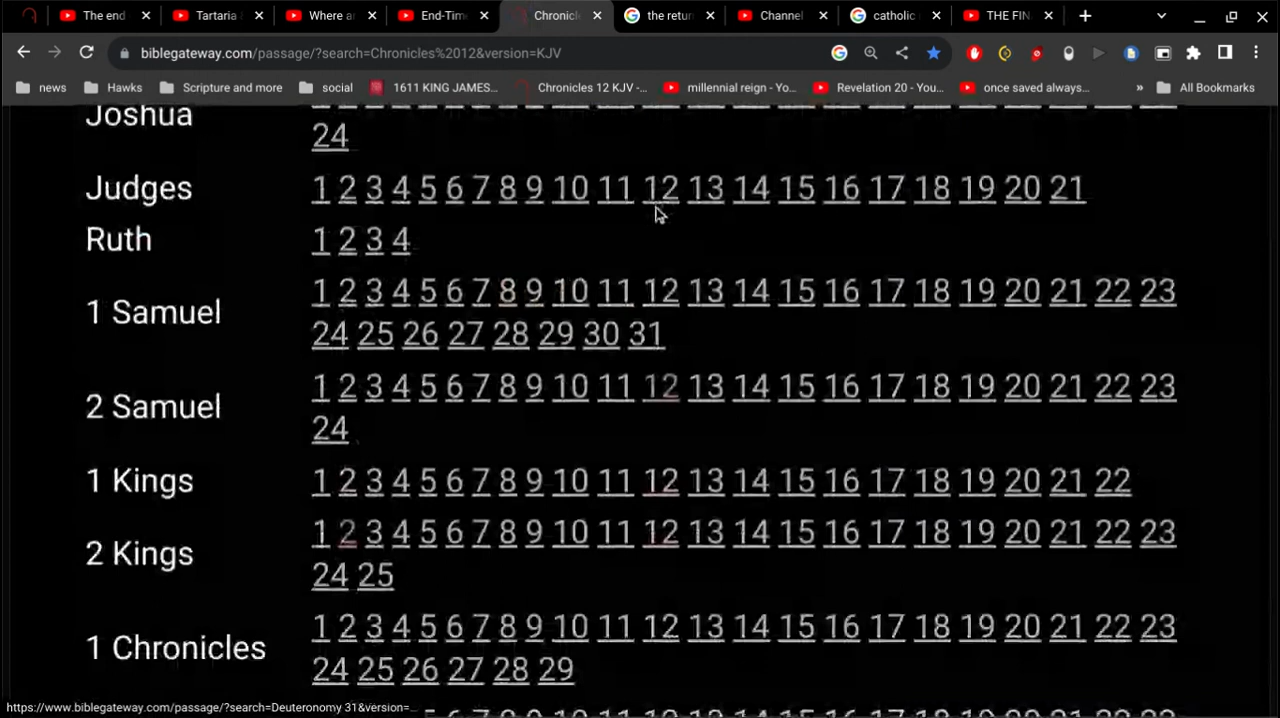 The end
Tartaria
Where a
End-Time
Chronicle
the retur
Channel
catholic
THE FIN
biblegateway.com/passage/?search=Chronicles%2012&version=KJV
news
Hawks
Scripture and more
social
1611 KING JAMES...
Chronicles 12 KJV -...
millennial reign - Yo...
Revelation 20 - You...
once saved always...
»
All Bookmarks
Joshua
24
Judges 1 2 3 4 5 6 7 8 9 10 11 12 13 14 15 16 17 18 19 20 21
Ruth 1 2 3 4
1 Samuel 1 2 3 4 5 6 7 8 9 10 11 12 13 14 15 16 17 18 19 20 21 22 23
24 25 26 27 28 29 30 31
2 Samuel 1 2 3 4 5 6 7 8 9 10 11 12 13 14 15 16 17 18 19 20 21 22 23
24
1 Kings 1 2 3 4 5 6 7 8 9 10 11 12 13 14 15 16 17 18 19 20 21 22
2 Kings 1 2 3 4 5 6 7 8 9 10 11 12 13 14 15 16 17 18 19 20 21 22 23
24 25
1 Chronicles 1 2 3 4 5 6 7 8 9 10 11 12 13 14 15 16 17 18 19 20 21 22 23
24 25 26 27 28 29
https://www.biblegateway.com/passage/?search=Deuteronomy 31&version=